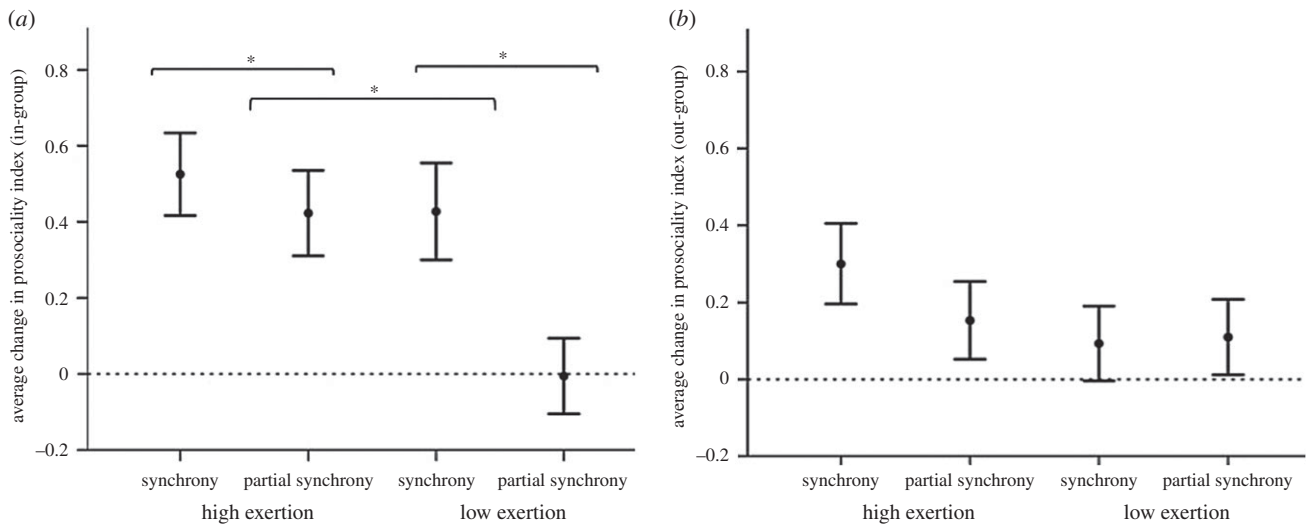 (a)
average change in prosociality index (in-group)
0.8
0.6
0.4
0.2
0
–0.2
*
*
*
synchrony partial synchrony synchrony partial synchrony
high exertion low exertion
(b)
average change in prosociality index (out-group)
0.8
0.6
0.4
0.2
0
–0.2
synchrony partial synchrony synchrony partial synchrony
high exertion low exertion